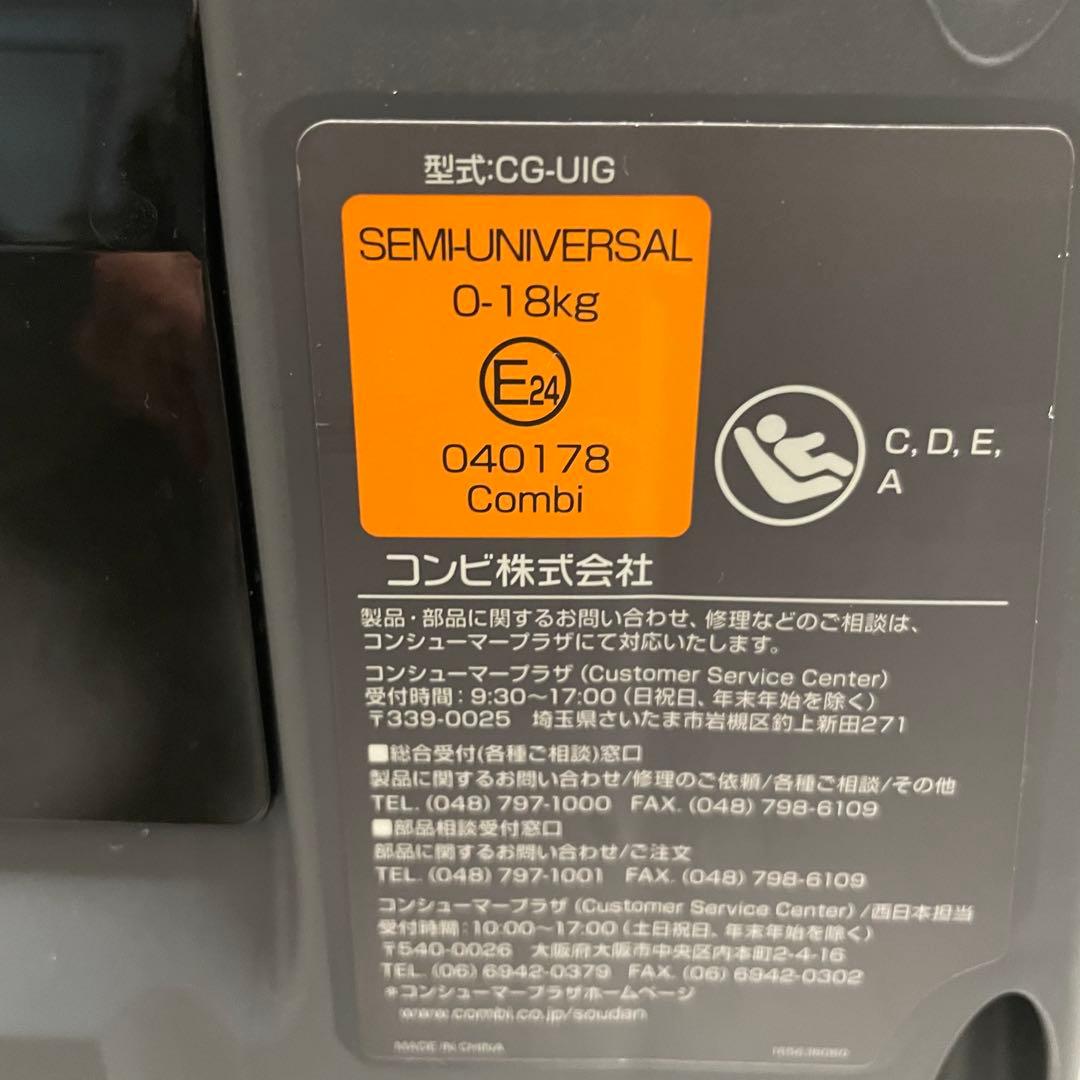 型式:CG-UIG
SEMI-UNIVERSAL
0-18kg
E24
040178
Combi
C, D, E,
A
コンビ株式会社
製品・部品に関するお問い合わせ、修理などのご相談は、
コンシューマープラザにて対応いたします。
コンシューマープラザ (Customer Service Center)
受付時間：9:30～17:00 (日祝日、年末年始を除く)
〒339-0025 埼玉県さいたま市岩槻区釣上新田271
■総合受付(各種ご相談)窓口
製品に関するお問い合わせ/修理のご依頼/各種ご相談/その他
TEL. (048) 797-1000 FAX. (048) 798-6109
■部品相談受付窓口
部品に関するお問い合わせ/ご注文
TEL. (048) 797-1001 FAX. (048) 798-6109
コンシューマープラザ (Customer Service Center) /西日本担当
受付時間：10:00～17:00 (土日祝日、年末年始を除く)
〒540-0026 大阪府大阪市中央区内本町2-4-16
TEL. (06) 6942-0379 FAX. (06) 6942-0302
*コンシューマープラザホームページ
www.combi.co.jp/soudan
MADE IN CHINA